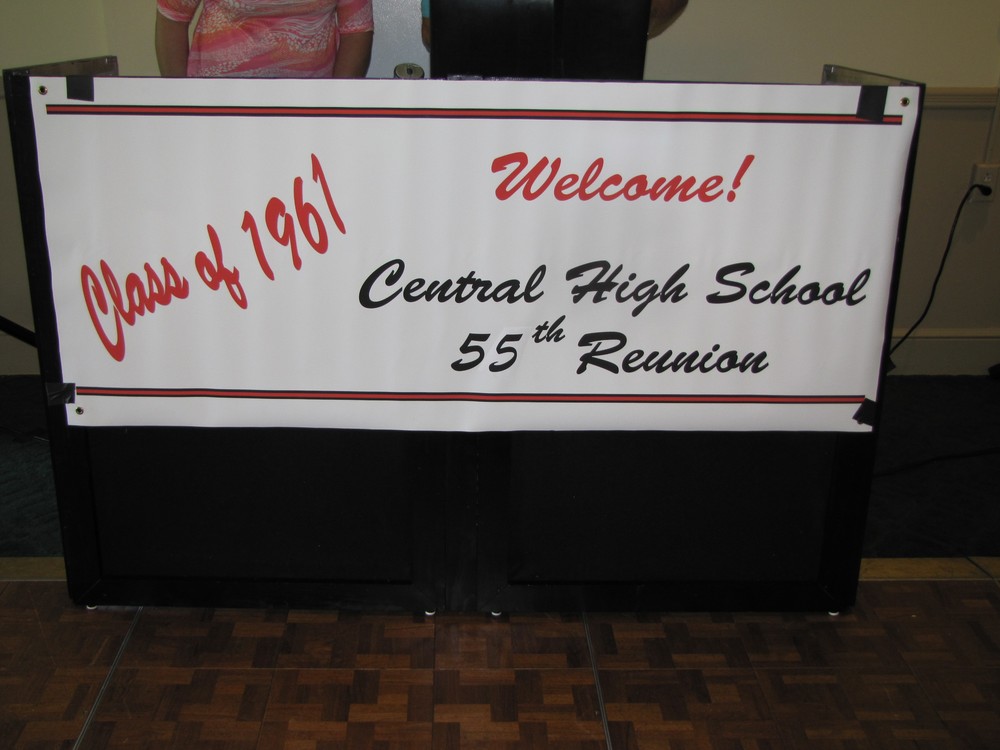 Class of 1961
Welcome!
Central High School
55th Reunion